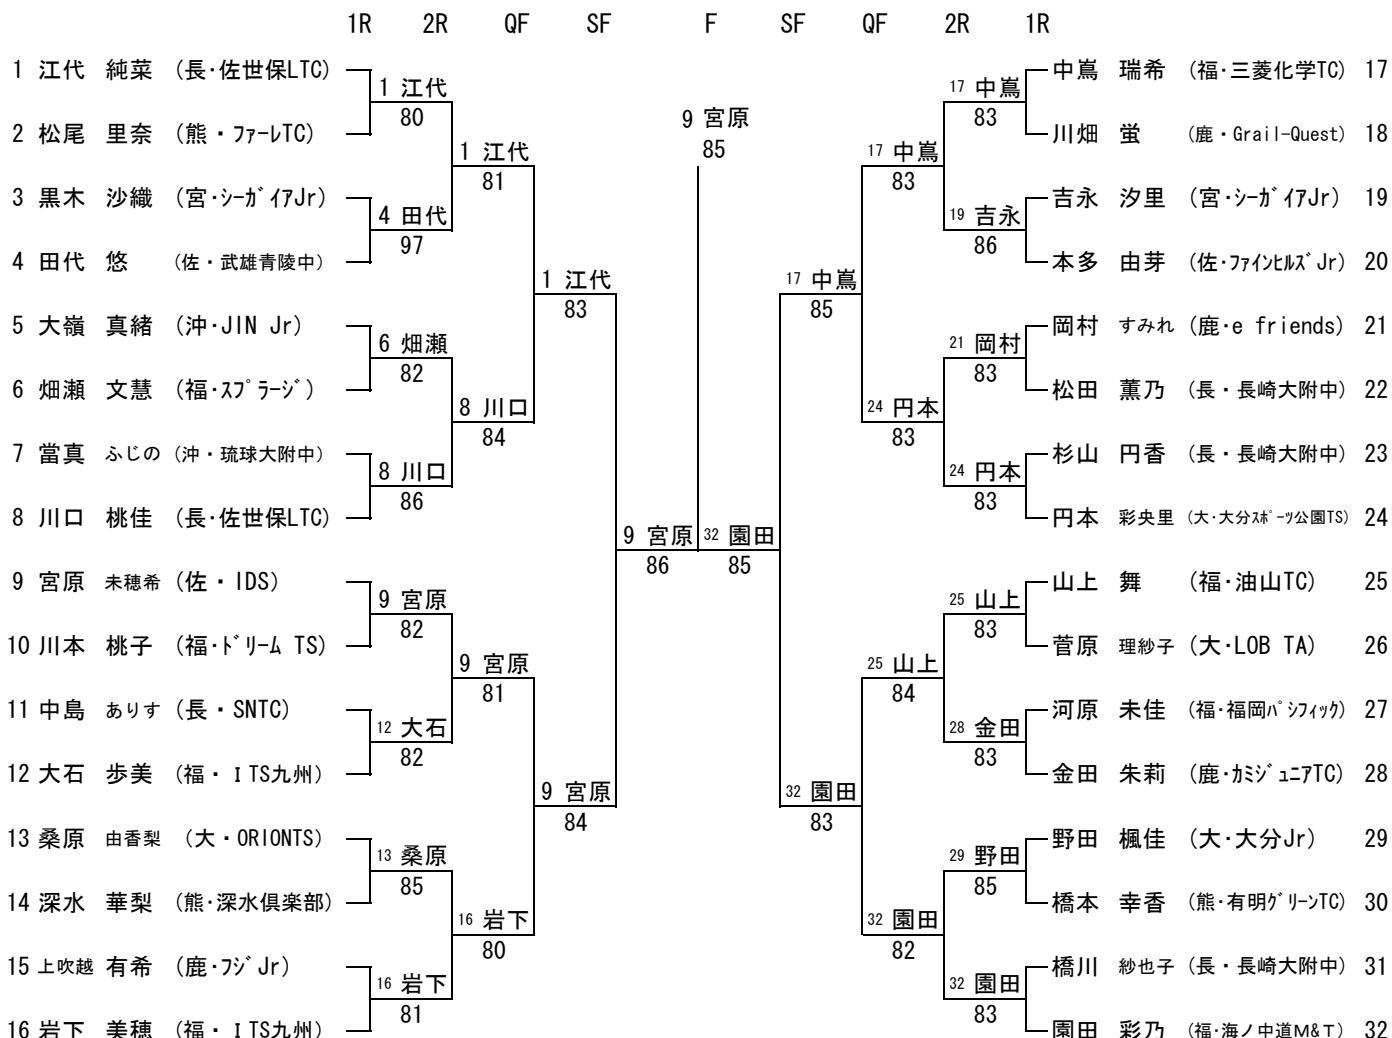 1R 2R QF SF F SF QF 2R 1R
1 江代 純菜 (長・佐世保LTC)
2 松尾 里奈 (熊・ファーレTC)
3 黒木 沙織 (宮・シーガイアJr)
4 田代 悠 (佐・武雄青陵中)
5 大嶺 真緒 (沖・JIN Jr)
6 畑瀬 文慧 (福・スプラージ)
7 當真 ふじの (沖・琉球大附中)
8 川口 桃佳 (長・佐世保LTC)
9 宮原 未穂希 (佐・IDS)
10 川本 桃子 (福・ドリーム TS)
11 中島 ありす (長・SNTC)
12 大石 歩美 (福・ITS九州)
13 桑原 由香梨 (大・ORIONTS)
14 深水 華梨 (熊・深水倶楽部)
15 上吹越 有希 (鹿・フジJr)
16 岩下 美穂 (福・ITS九州)
1 江代
80
4 田代
97
6 畑瀬
82
8 川口
86
9 宮原
82
12 大石
82
13 桑原
85
16 岩下
81
1 江代
81
8 川口
84
9 宮原
81
16 岩下
80
1 江代
83
9 宮原
84
9 宮原
86
9 宮原
85
32 園田
85
17 中嶌
85
32 園田
83
17 中嶌
83
24 円本
83
25 山上
84
32 園田
82
17 中嶌
83
19 吉永
86
21 岡村
83
24 円本
83
25 山上
83
28 金田
83
29 野田
85
32 園田
83
中嶌 瑞希 (福・三菱化学TC) 17
川畑 蛍 (鹿・Grail-Quest) 18
吉永 汐里 (宮・シーガイアJr) 19
本多 由芽 (佐・ファインヒルズJr) 20
岡村 すみれ (鹿・e friends) 21
松田 薫乃 (長・長崎大附中) 22
杉山 円香 (長・長崎大附中) 23
円本 彩央里 (大・大分スポーツ公園TS) 24
山上 舞 (福・油山TC) 25
菅原 理紗子 (大・LOB TA) 26
河原 未佳 (福・福岡パシフィック) 27
金田 朱莉 (鹿・カミジュニアTC) 28
野田 楓佳 (大・大分Jr) 29
橋本 幸香 (熊・有明グリーンTC) 30
橋川 紗也子 (長・長崎大附中) 31
園田 彩乃 (福・海ノ中道M&T) 32